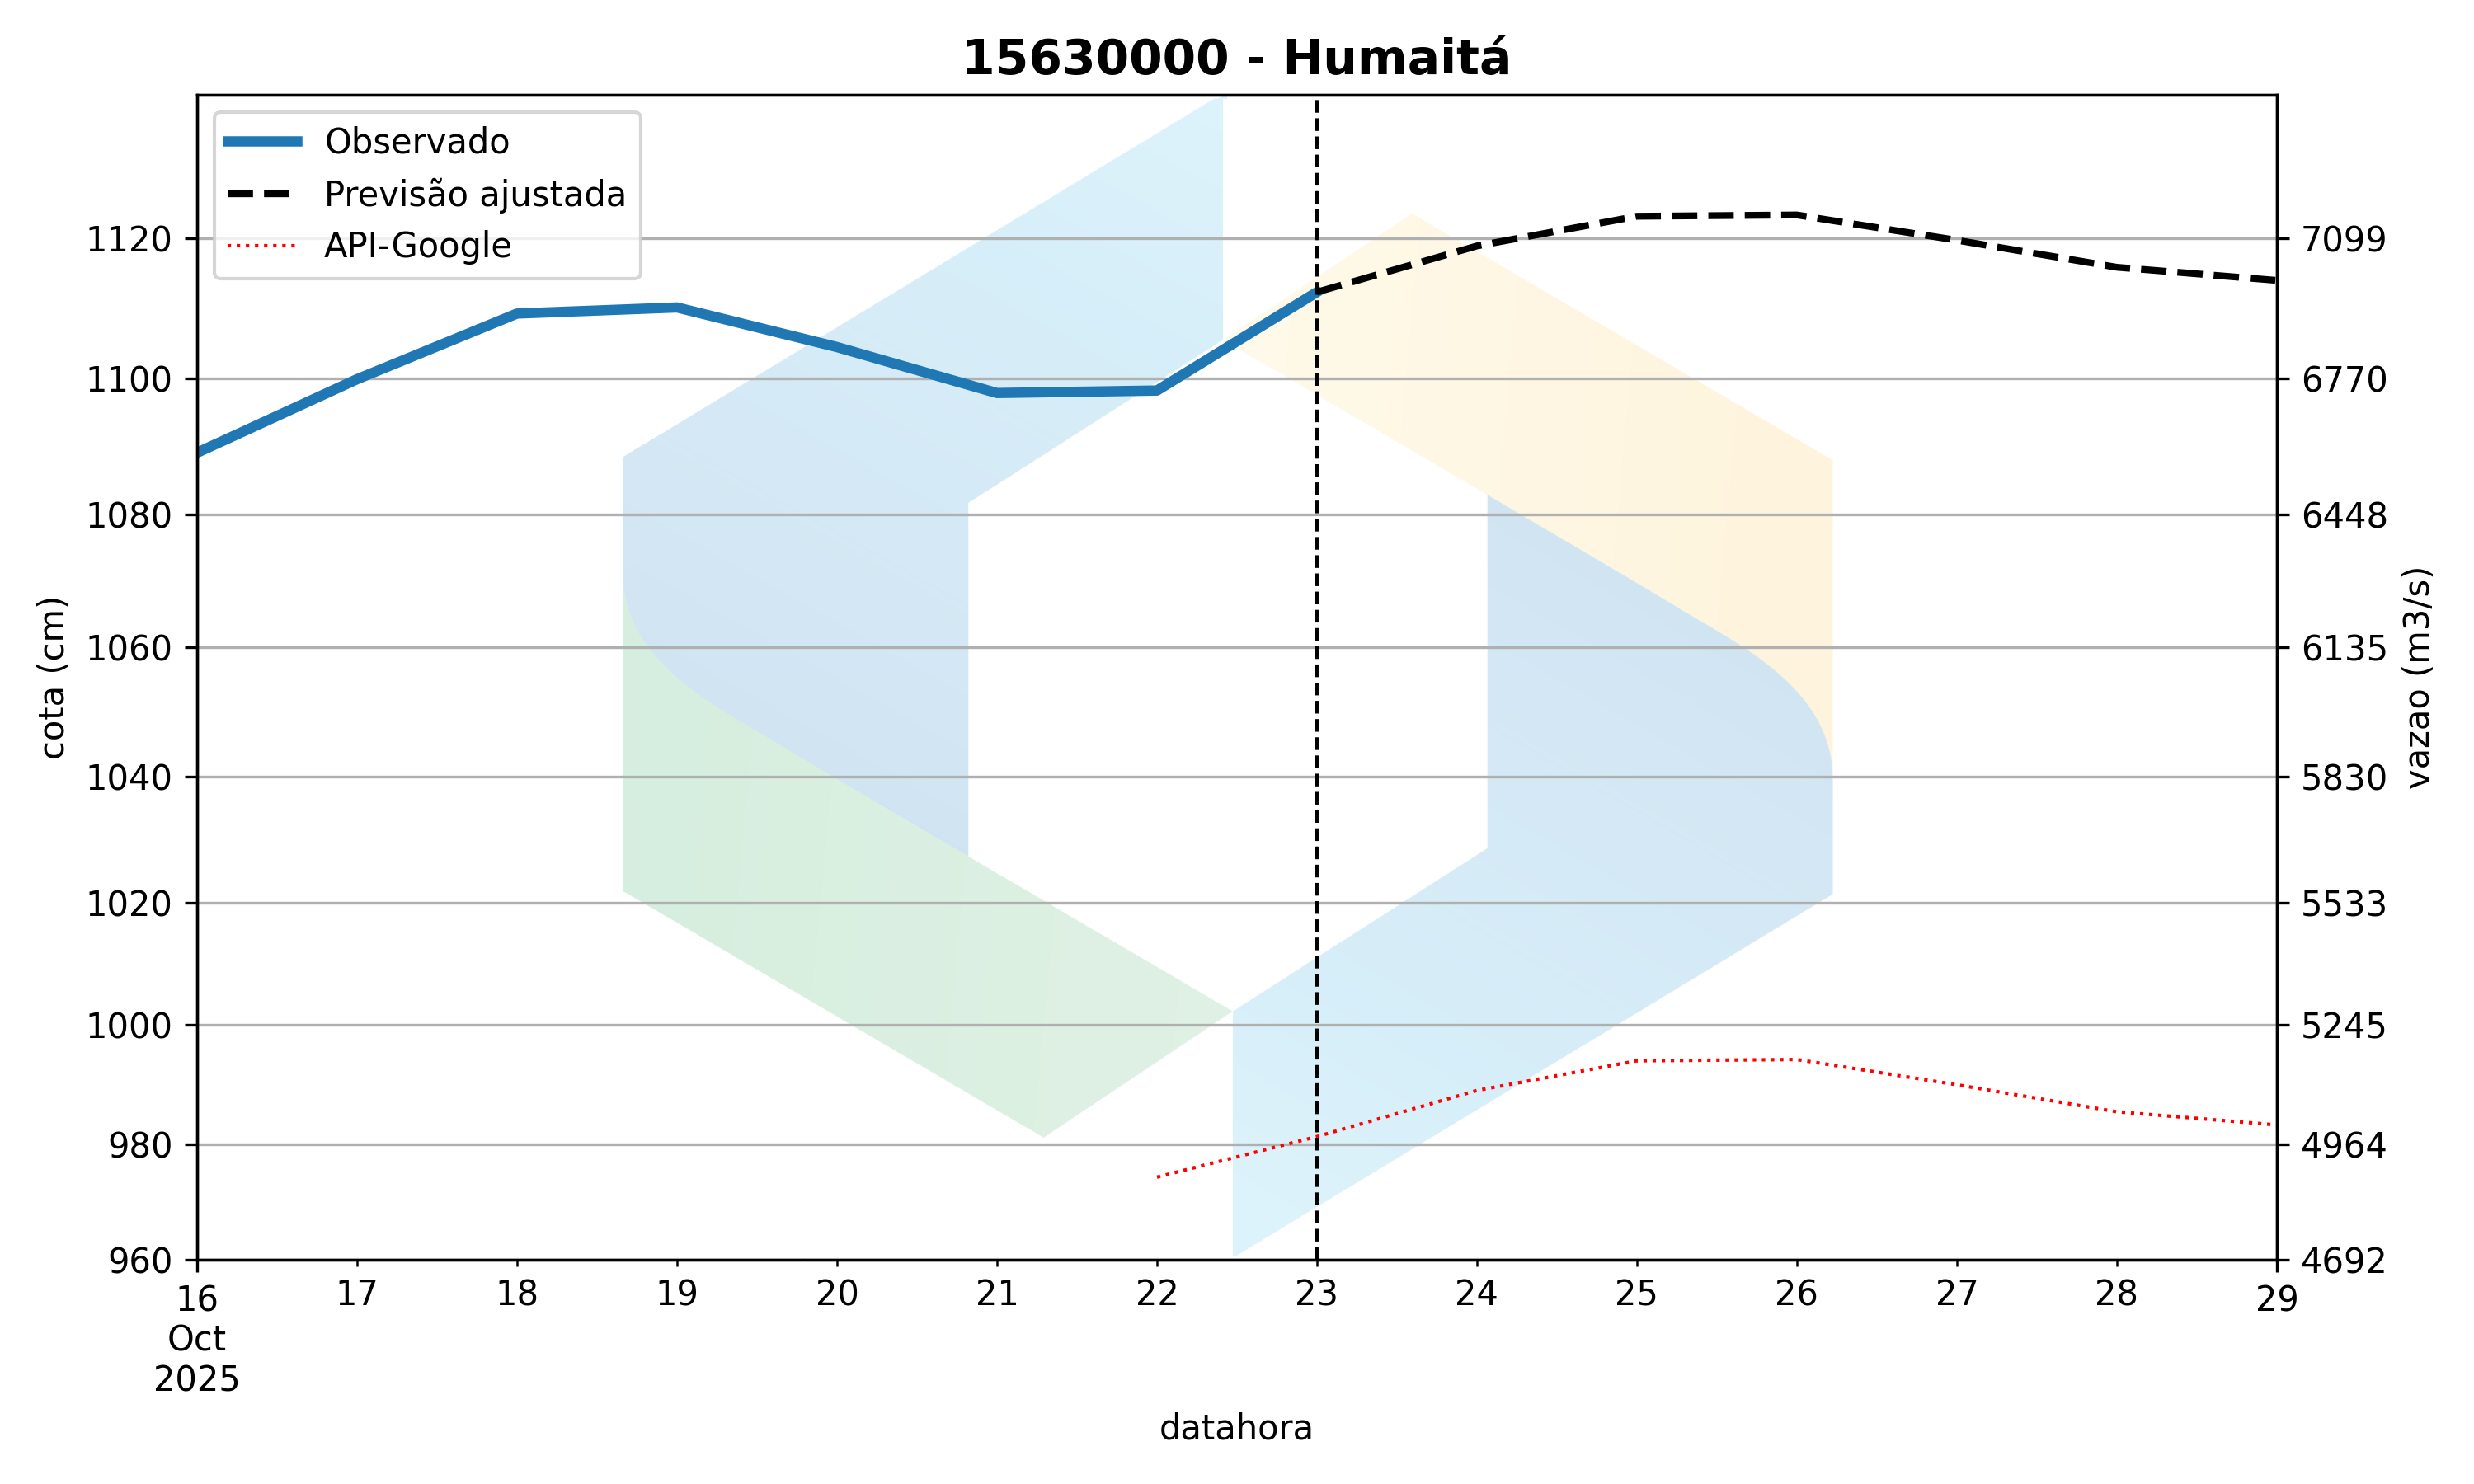 15630000 - Humaitá
Observado
Previsão ajustada
API-Google
1120
1100
1080
1060
1040
1020
1000
980
960
cota (cm)
7099
6770
6448
6135
5830
5533
5245
4964
4692
vazao (m3/s)
16 17 18 19 20 21 22 23 24 25 26 27 28 29
Oct
2025
datahora